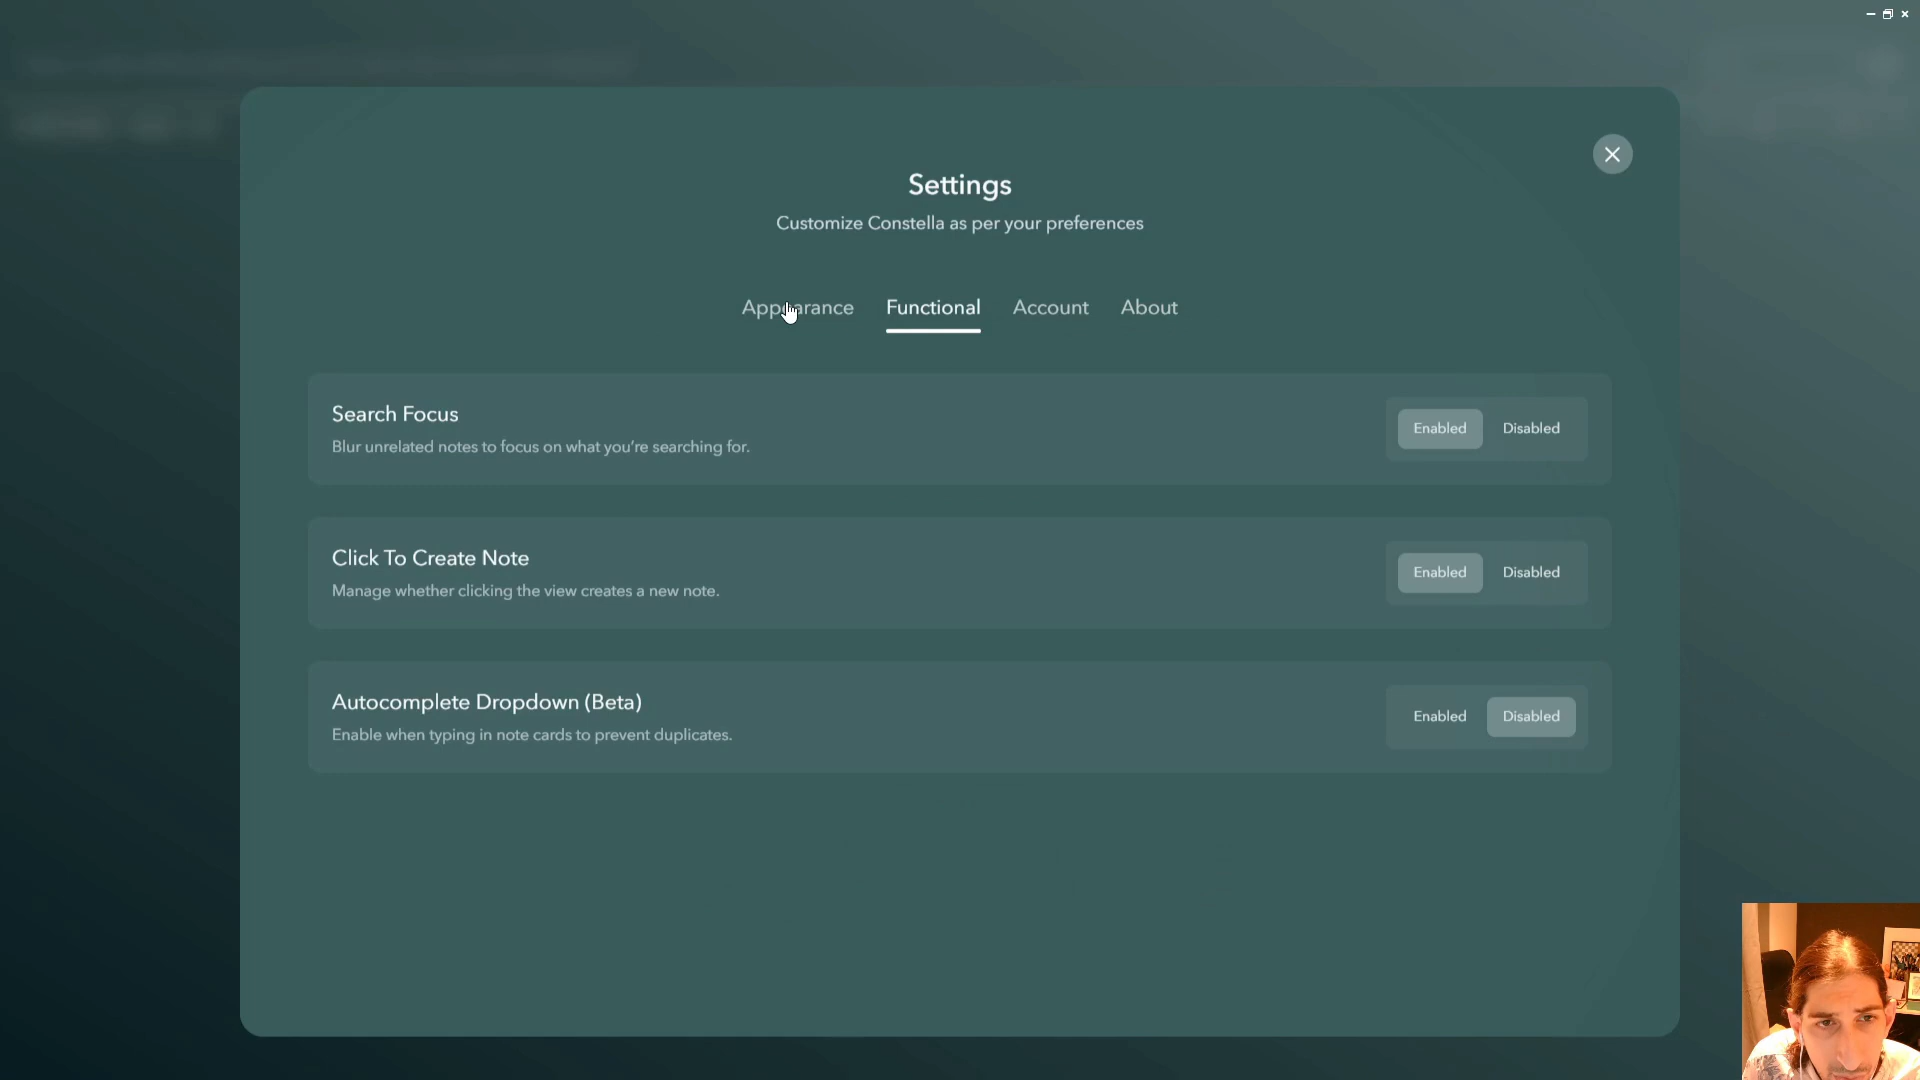 Settings
Customize Constella as per your preferences
Appearance Functional Account About
Search Focus
Blur unrelated notes to focus on what you're searching for.
Enabled Disabled
Click To Create Note
Manage whether clicking the view creates a new note.
Enabled Disabled
Autocomplete Dropdown (Beta)
Enable when typing in note cards to prevent duplicates.
Enabled Disabled